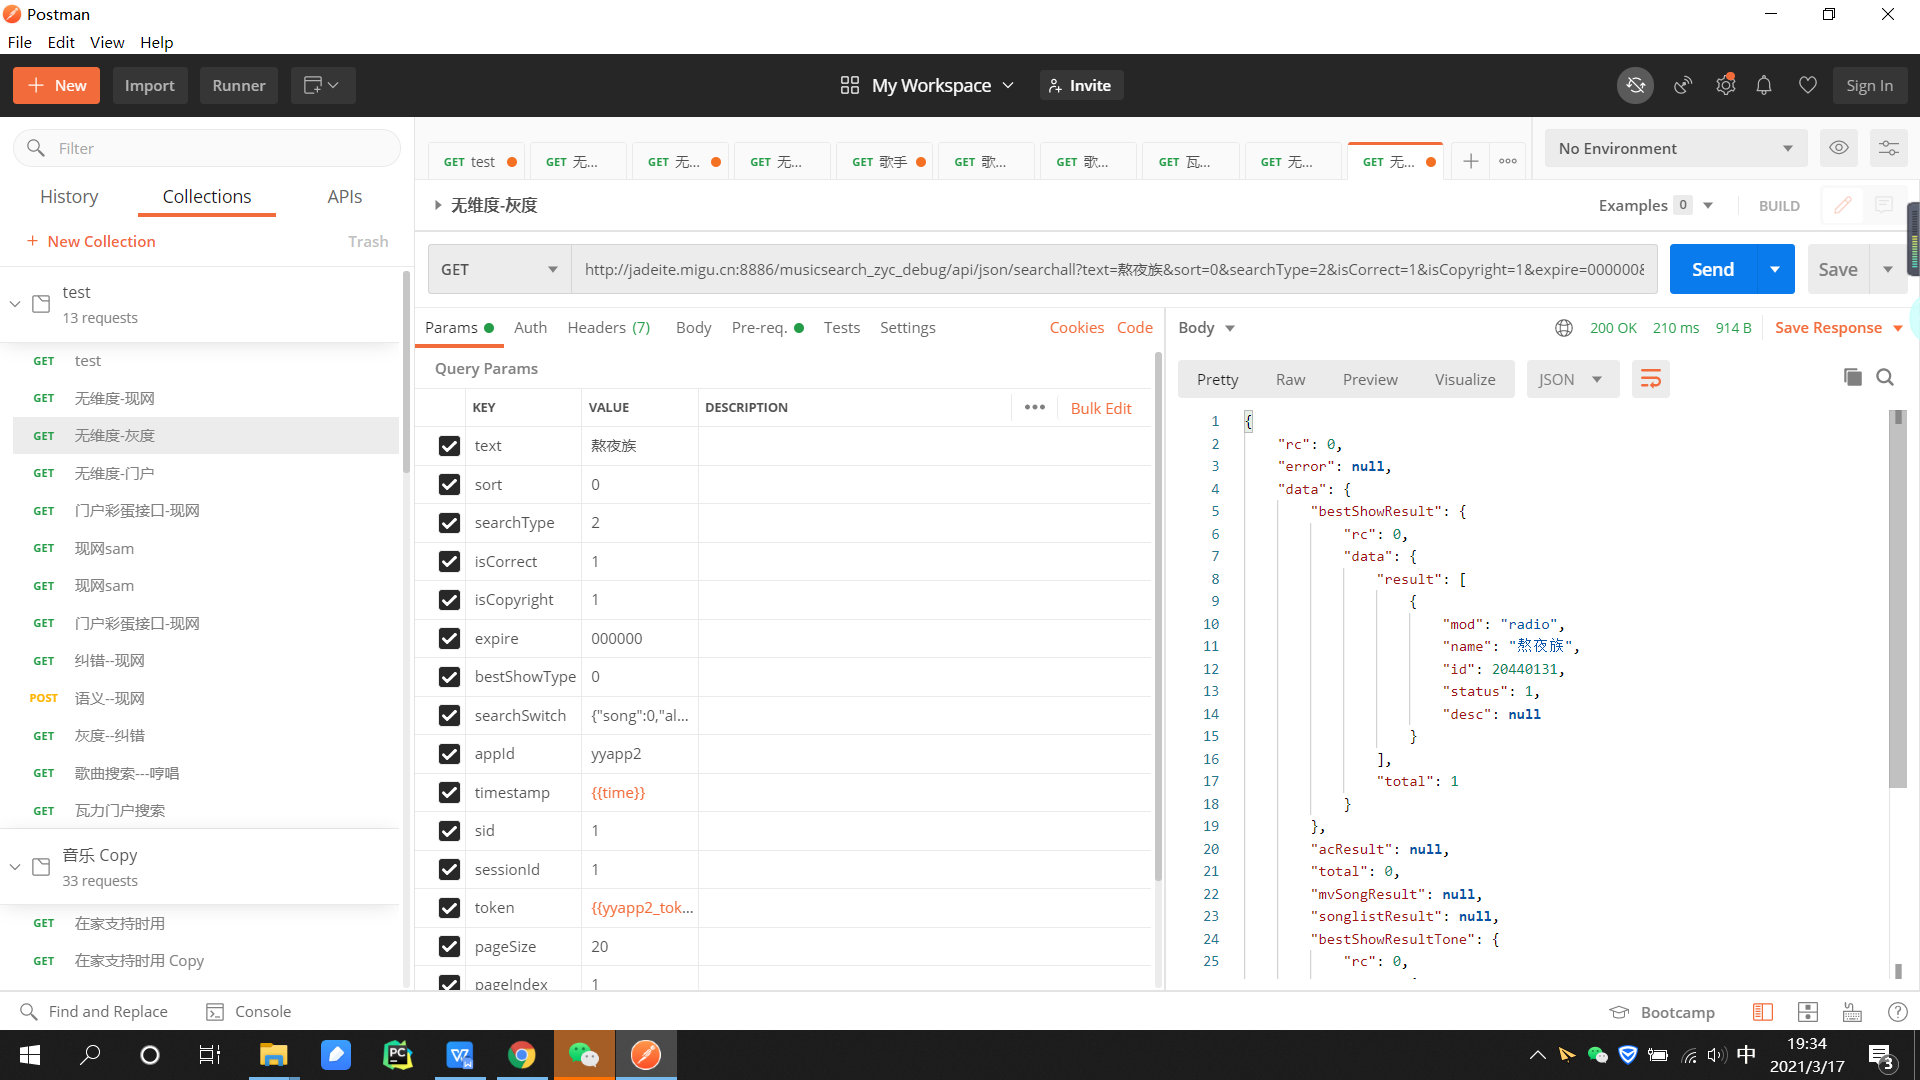 Postman
File Edit View Help
New Import Runner My Workspace Invite Sign In
Filter
History Collections APIs
+ New Collection Trash
test
13 requests
GET test
GET 无维度-现网
GET 无维度-灰度
GET 无维度-门户
GET 门户彩蛋接口-现网
GET 现网sam
GET 现网sam
GET 门户彩蛋接口-现网
GET 纠错--现网
POST 语义--现网
GET 灰度--纠错
GET 歌曲搜索---哼唱
GET 瓦力门户搜索
音乐 Copy
33 requests
GET 在家支持时用
GET 在家支持时用 Copy
GET test GET 无... GET 无... GET 无... GET 歌手 GET 歌... GET 歌... GET 瓦... GET 无... GET 无...
No Environment
无维度-灰度
Examples 0 BUILD
GET http://jadeite.migu.cn:8886/musicsearch_zyc_debug/api/json/searchall?text=熬夜族&sort=0&searchType=2&isCorrect=1&isCopyright=1&expire=000000&
Send Save
Params Auth Headers (7) Body Pre-req. Tests Settings Cookies Code
Query Params
KEY VALUE DESCRIPTION ••• Bulk Edit
text 熬夜族
sort 0
searchType 2
isCorrect 1
isCopyright 1
expire 000000
bestShowType 0
searchSwitch {"song":0,"al...
appId yyapp2
timestamp {{time}}
sid 1
sessionId 1
token {{yyapp2_tok...
pageSize 20
pageIndex 1
Body 200 OK 210 ms 914 B Save Response
Pretty Raw Preview Visualize JSON
1 {
2 "rc": 0,
3 "error": null,
4 "data": {
5 "bestShowResult": {
6 "rc": 0,
7 "data": {
8 "result": [
9 {
10 "mod": "radio",
11 "name": "熬夜族",
12 "id": 20440131,
13 "status": 1,
14 "desc": null
15 }
16 ],
17 "total": 1
18 }
19 },
20 "acResult": null,
21 "total": 0,
22 "mvSongResult": null,
23 "songlistResult": null,
24 "bestShowResultTone": {
25 "rc": 0,
Find and Replace Console Bootcamp
中
19:34
2021/3/17
3